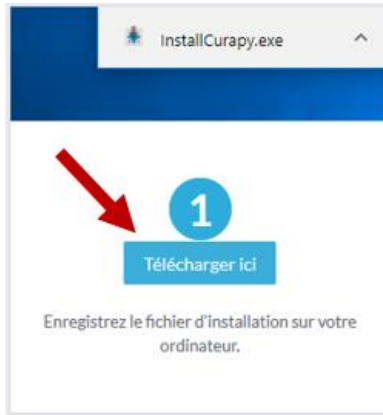 InstallCurapy.exe
1
Télécharger ici
Enregistrez le fichier d'installation sur votre
ordinateur.